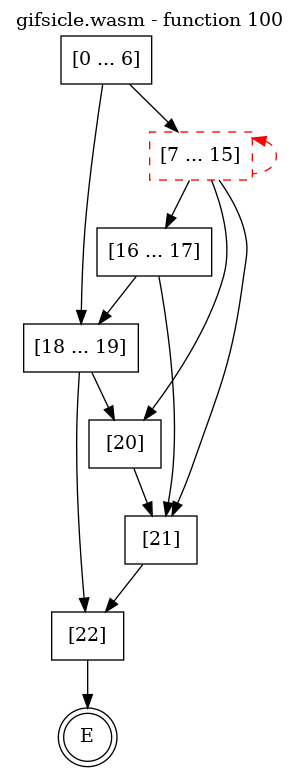 gifsicle.wasm - function 100
[0 ... 6]
[7 ... 15]
[16 ... 17]
[18 ... 19]
[20]
[21]
[22]
E